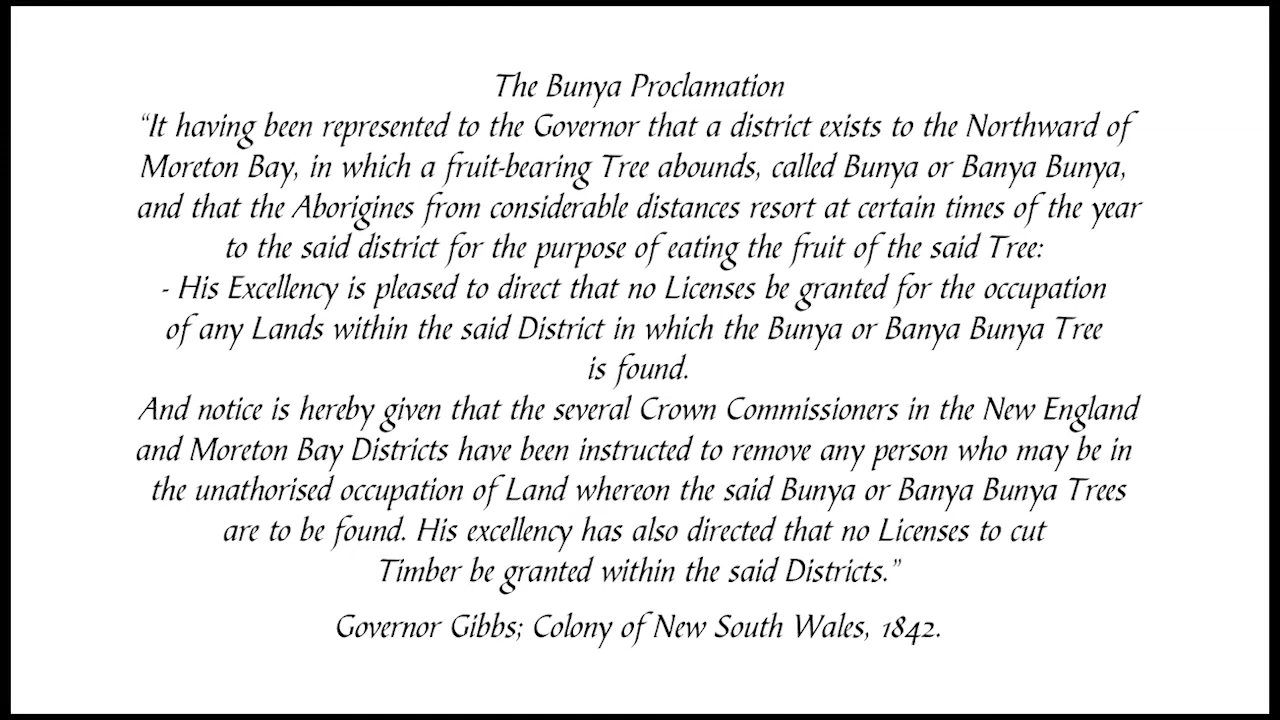 The Bunya Proclamation
“It having been represented to the Governor that a district exists to the Northward of
Moreton Bay, in which a fruit-bearing Tree abounds, called Bunya or Banya Bunya,
and that the Aborigines from considerable distances resort at certain times of the year
to the said district for the purpose of eating the fruit of the said Tree:
- His Excellency is pleased to direct that no Licenses be granted for the occupation
of any Lands within the said District in which the Bunya or Banya Bunya Tree
is found.
And notice is hereby given that the several Crown Commissioners in the New England
and Moreton Bay Districts have been instructed to remove any person who may be in
the unathorised occupation of Land whereon the said Bunya or Banya Bunya Trees
are to be found. His excellency has also directed that no Licenses to cut
Timber be granted within the said Districts.”
Governor Gibbs; Colony of New South Wales, 1842.